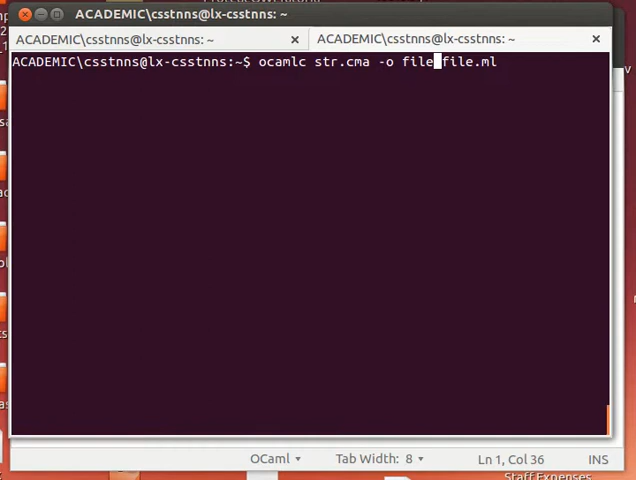 ACADEMIC\csstnns@lx-csstnns: ~
ACADEMIC\csstnns@lx-csstnns: ~
ACADEMIC\csstnns@lx-csstnns: ~
ACADEMIC\csstnns@lx-csstnns:~$ ocamlc str.cma -o file file.ml
OCaml
Tab Width: 8
Ln 1, Col 36
INS
Staff Expenses